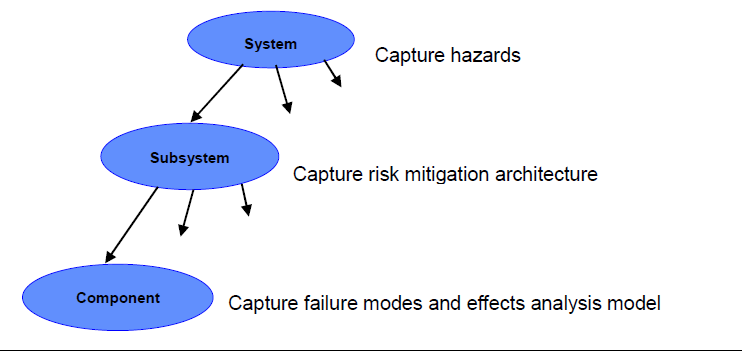 System
Capture hazards
Subsystem
Capture risk mitigation architecture
Component
Capture failure modes and effects analysis model